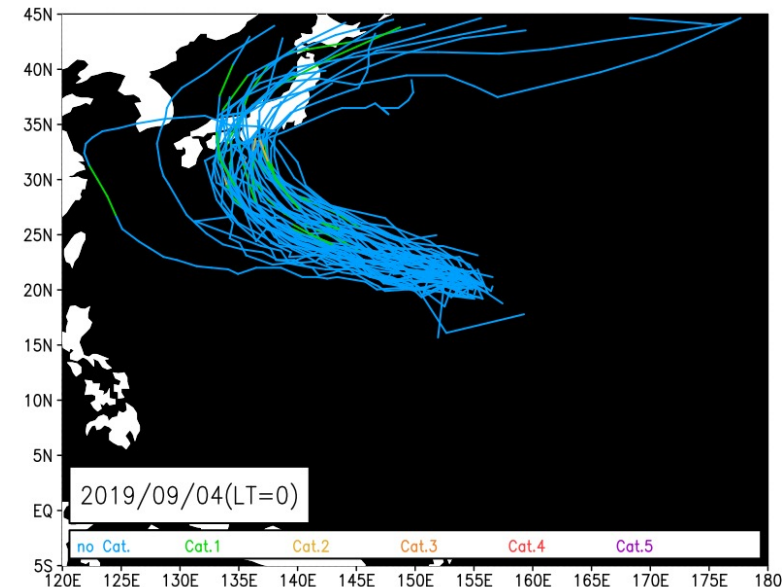 45N
40N
35N
30N
25N
20N
15N
10N
5N
EQ
5S
2019/09/04(LT=0)
no Cat. Cat.1 Cat.2 Cat.3 Cat.4 Cat.5
120E 125E 130E 135E 140E 145E 150E 155E 160E 165E 170E 175E 180